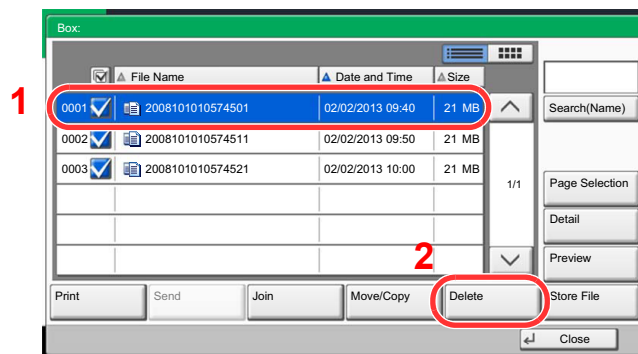 Box:
File Name Date and Time Size
1
0001 2008101010574501 02/02/2013 09:40 21 MB
Search(Name)
0002 2008101010574511 02/02/2013 09:50 21 MB
0003 2008101010574521 02/02/2013 10:00 21 MB
1/1
Page Selection
Detail
2
Preview
Print Send Join Move/Copy Delete Store File
Close